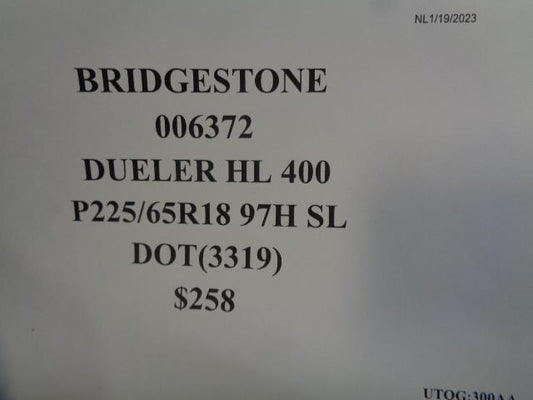 NL1/19/2023
BRIDGESTONE
006372
DUELER HL 400
P225/65R18 97H SL
DOT(3319)
$258
UTOG:300AA